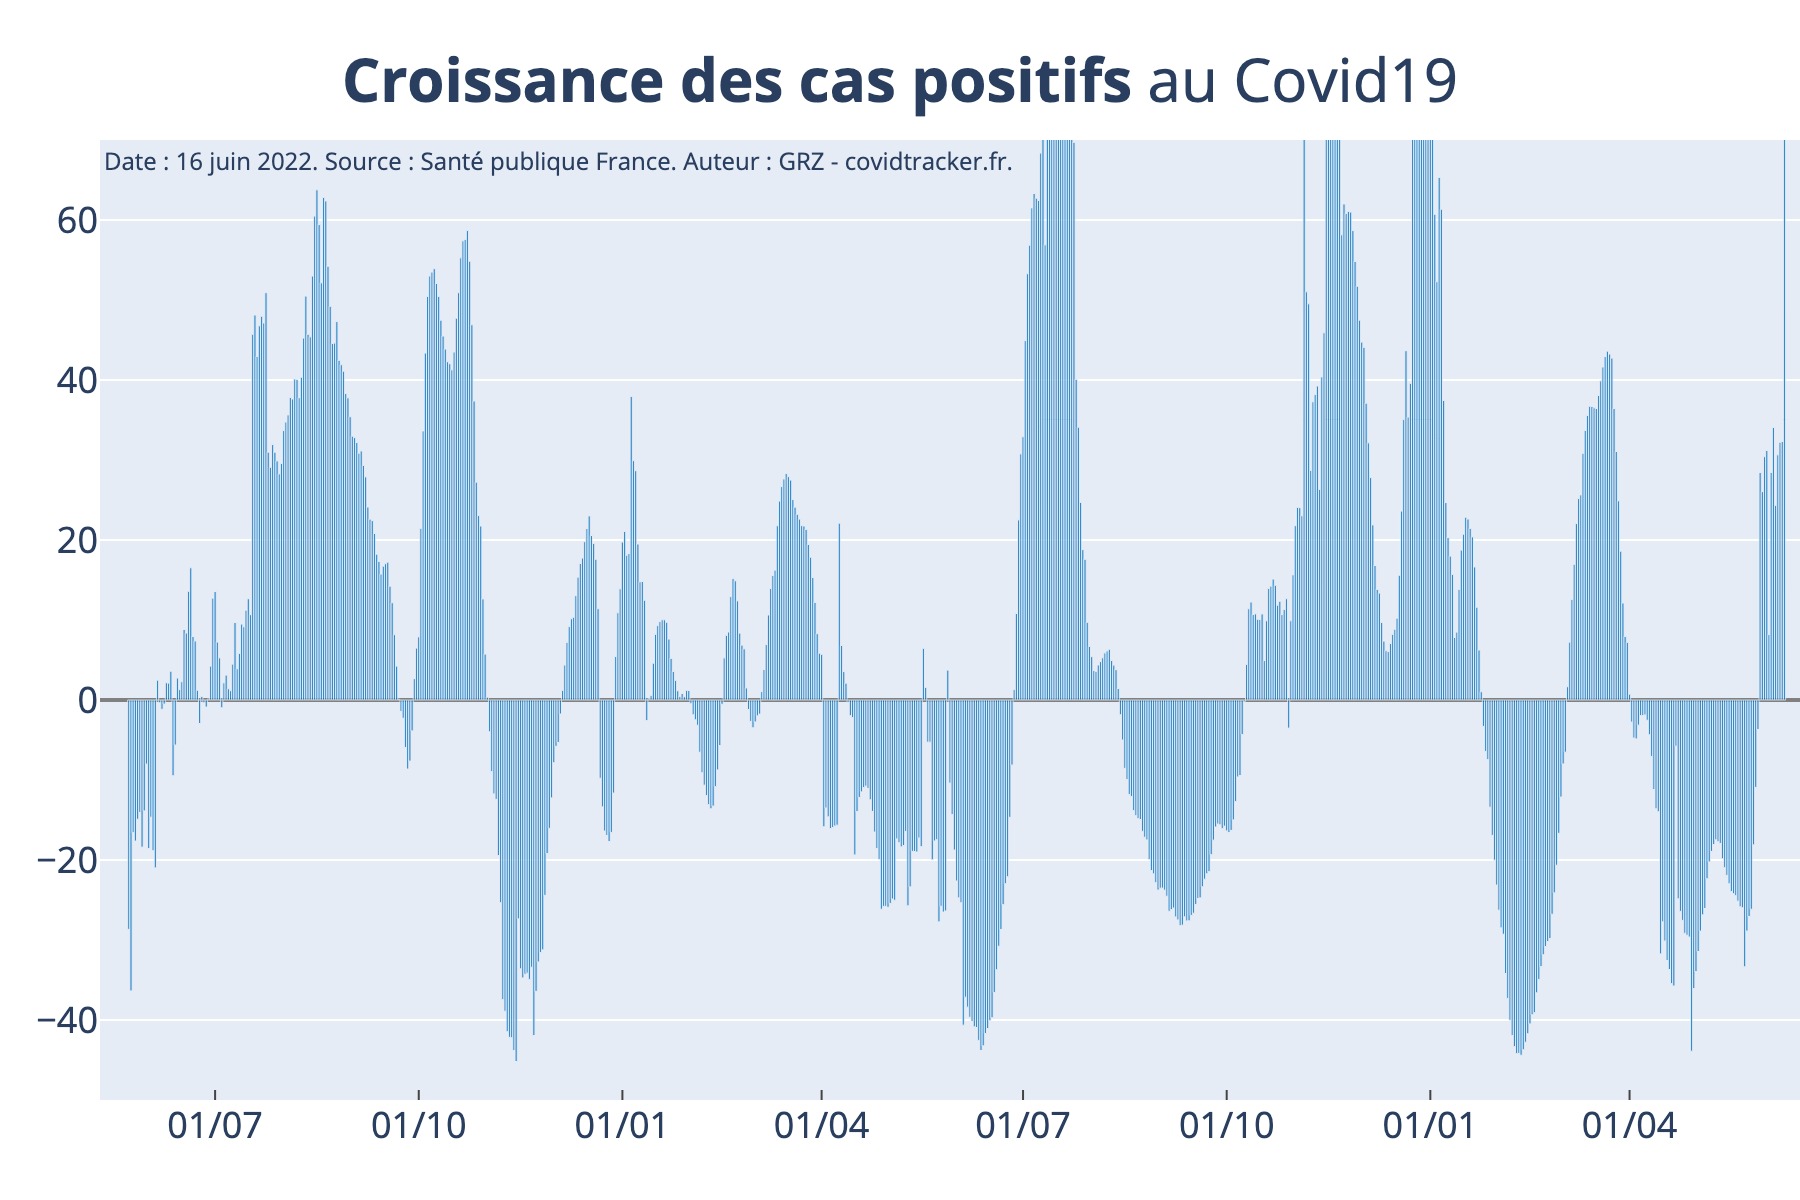 Croissance des cas positifs au Covid19
Date : 16 juin 2022. Source : Santé publique France. Auteur : GRZ - covidtracker.fr.
60
40
20
0
−20
−40
01/07 01/10 01/01 01/04 01/07 01/10 01/01 01/04